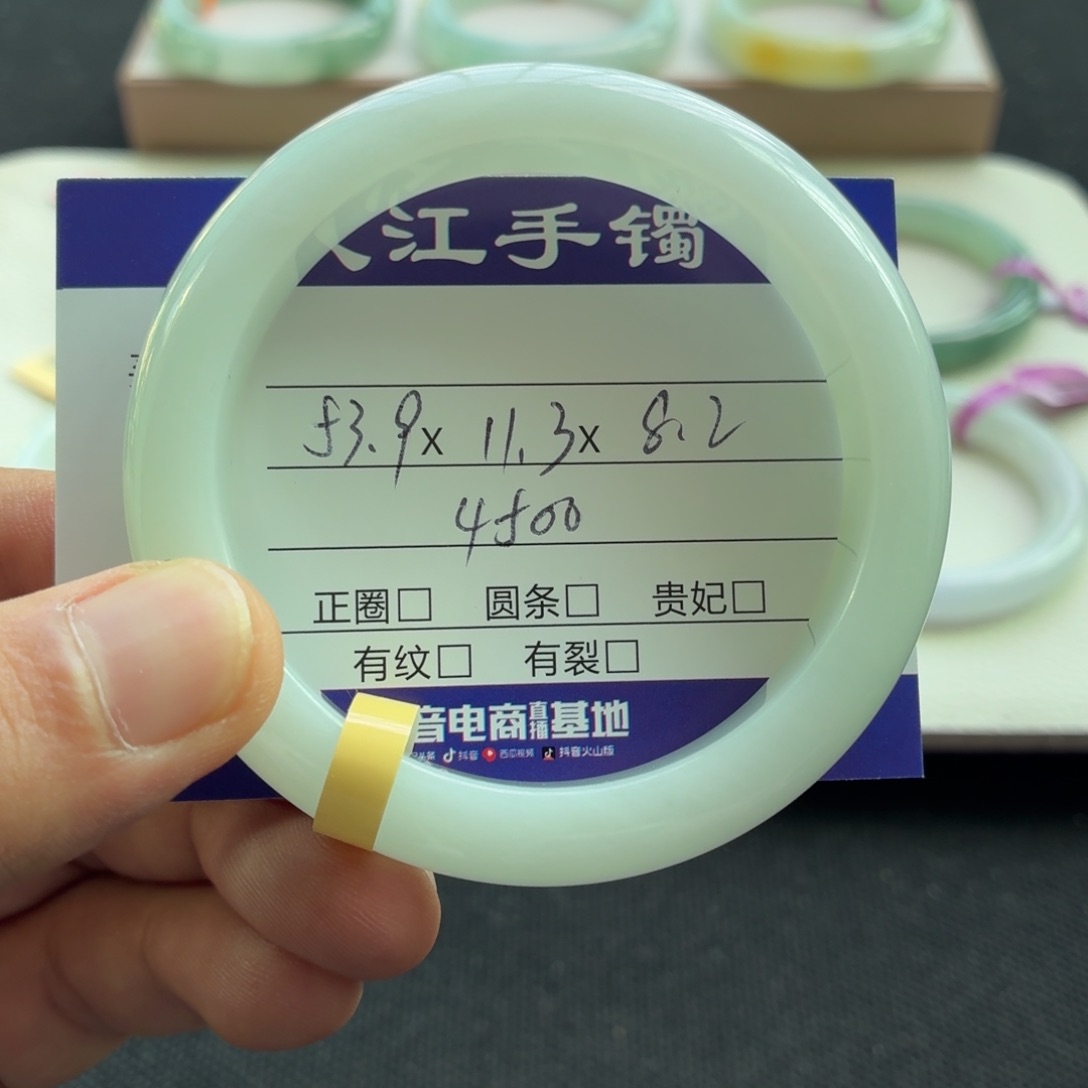 江手镯
53.9x 11.3x 8.2
4500
正圈□ 圆条□ 贵妃□
有纹□ 有裂□
音电商直播基地
头条 抖音 西瓜视频 抖音火山版